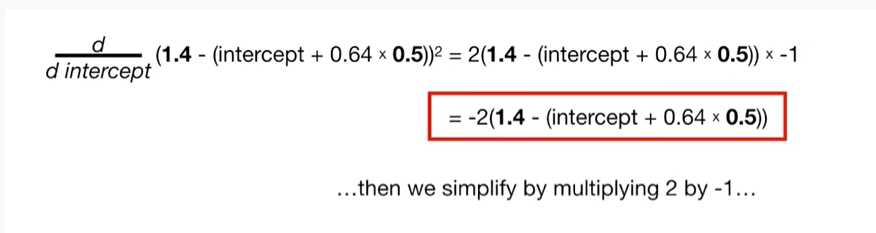 d/d intercept (1.4 - (intercept + 0.64 × 0.5))² = 2(1.4 - (intercept + 0.64 × 0.5)) × -1
= -2(1.4 - (intercept + 0.64 × 0.5))
...then we simplify by multiplying 2 by -1...